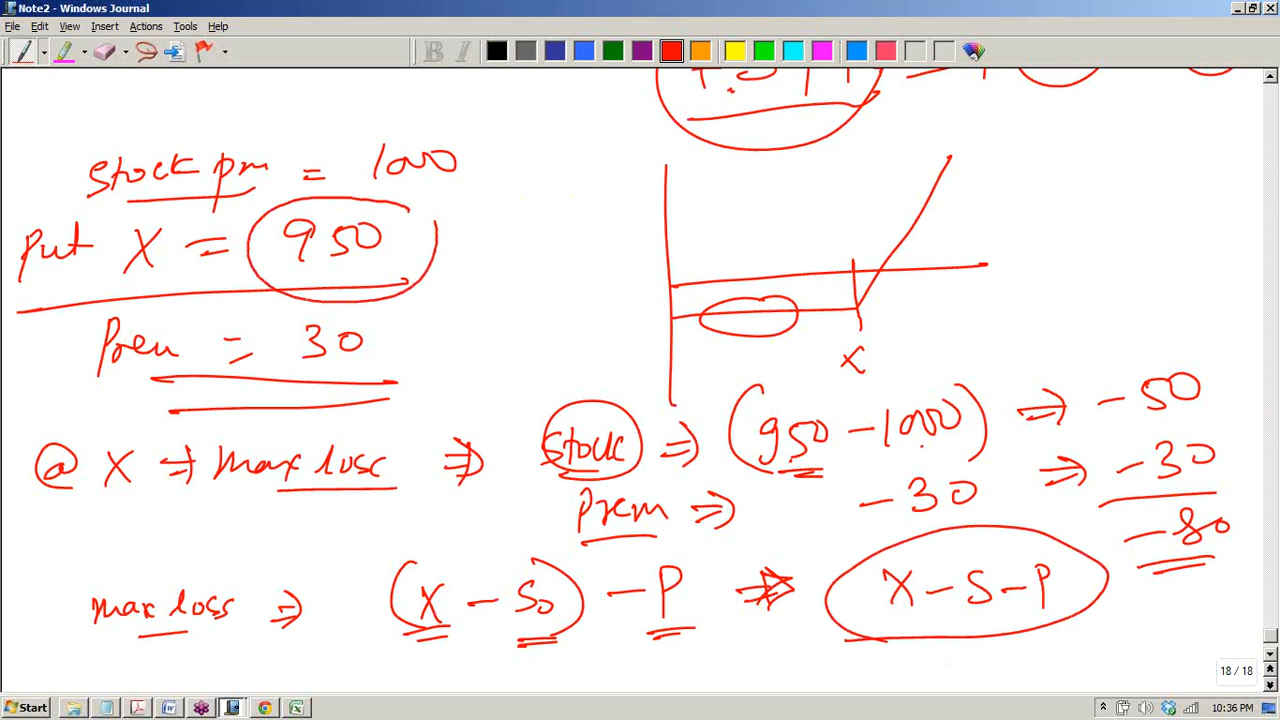 Note2 - Windows Journal
File Edit View Insert Actions Tools Help
B I
Stock pm = 1000
Put X = 950
Prem = 30
X
@ X ⇒ max loss ⇒ Stock ⇒ (950 - 1000) ⇒ - 50
Prem ⇒ - 30 ⇒ - 30
- 80
max loss ⇒ (X - S0) - P ⇒ X - S - P
18 / 18
Start 10:36 PM